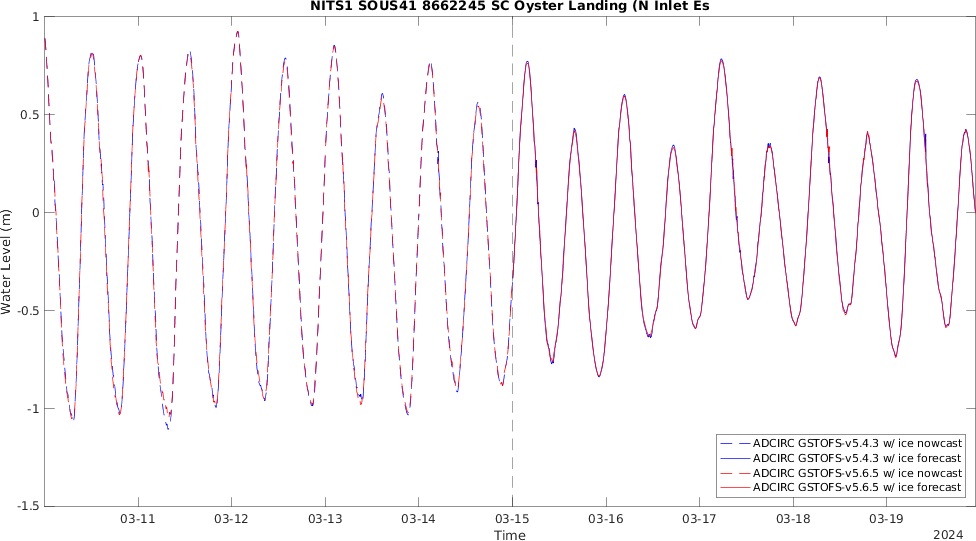 NITS1 SOUS41 8662245 SC Oyster Landing (N Inlet Es
1
0.5
0
-0.5
-1
-1.5
Water Level (m)
03-11
03-12
03-13
03-14
03-15
03-16
03-17
03-18
03-19
Time
2024
ADCIRC GSTOFS-v5.4.3 w/ ice nowcast
ADCIRC GSTOFS-v5.4.3 w/ ice forecast
ADCIRC GSTOFS-v5.6.5 w/ ice nowcast
ADCIRC GSTOFS-v5.6.5 w/ ice forecast